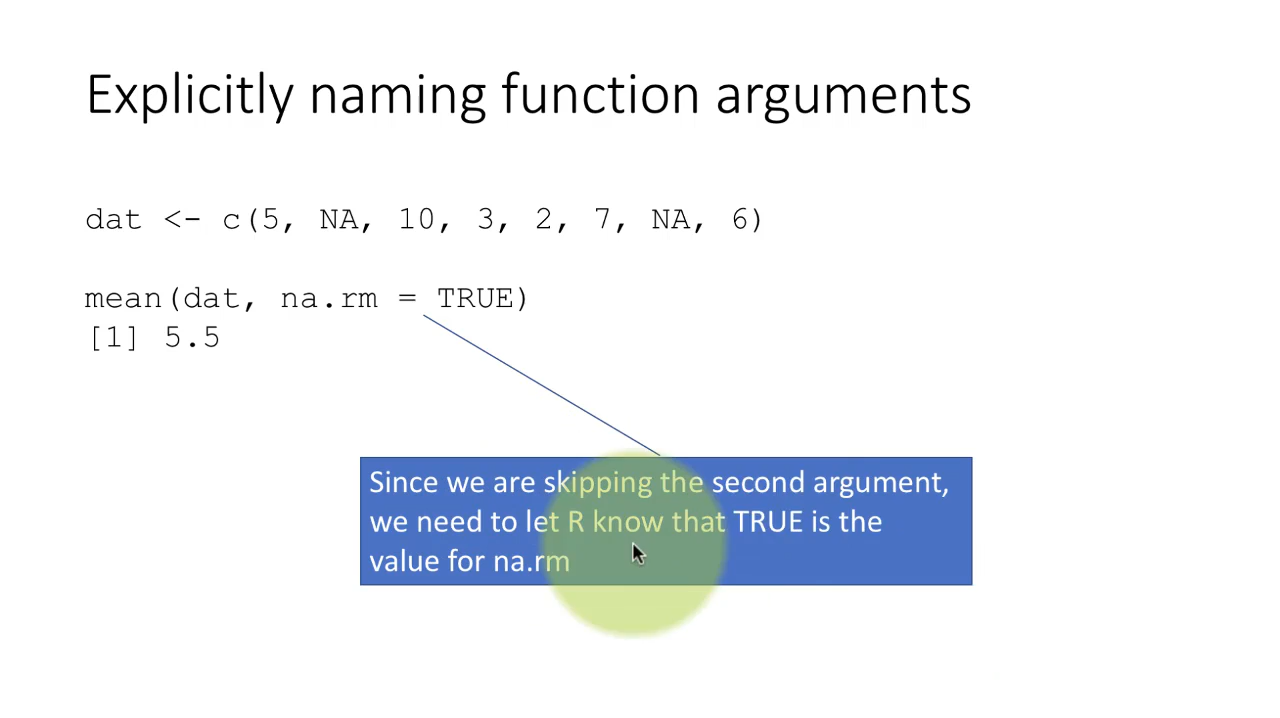 Explicitly naming function arguments
dat <- c(5, NA, 10, 3, 2, 7, NA, 6)
mean(dat, na.rm = TRUE)
[1] 5.5
Since we are skipping the second argument,
we need to let R know that TRUE is the
value for na.rm